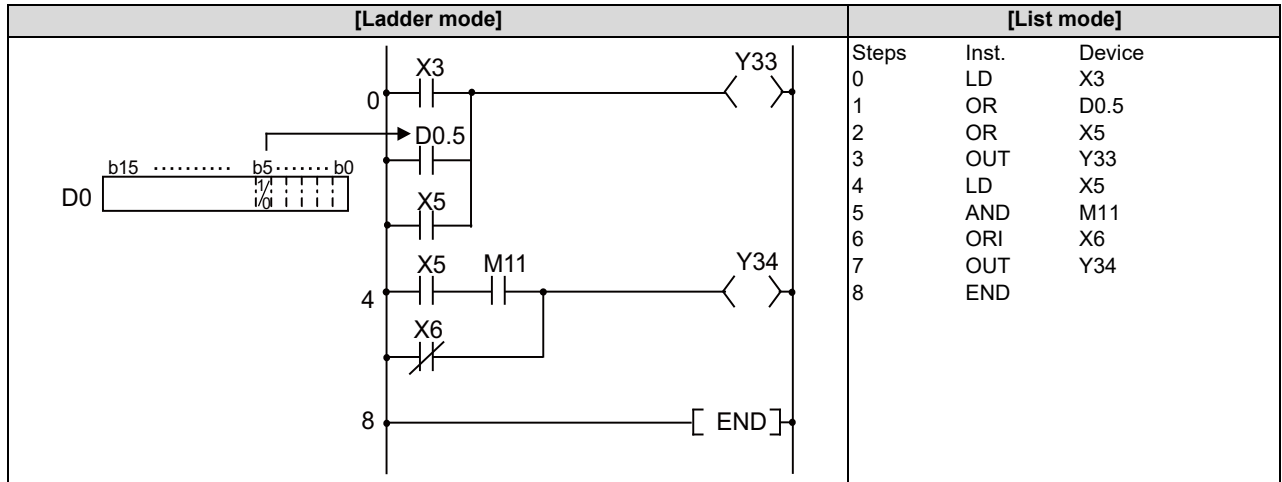 [Ladder mode]
[List mode]
X3
Y33
0
D0.5
b15 ·········· b5 ······· b0
D0
1/0
X5
X5 M11
Y34
4
X6
8
[ END ]
Steps Inst. Device
0 LD X3
1 OR D0.5
2 OR X5
3 OUT Y33
4 LD X5
5 AND M11
6 ORI X6
7 OUT Y34
8 END